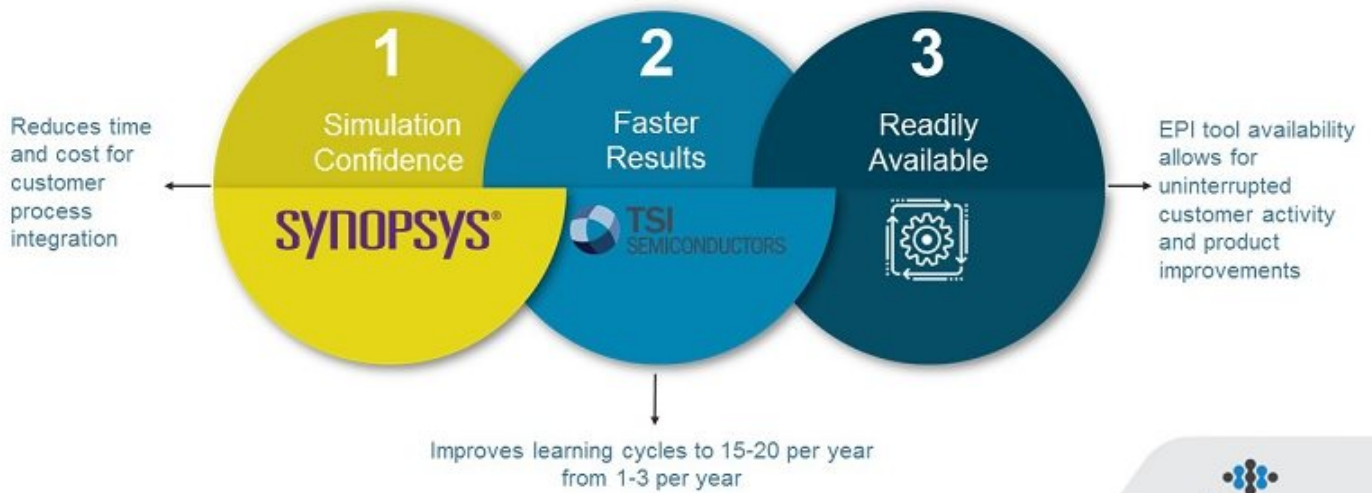 1
Simulation
Confidence
SYNOPSYS®
2
Faster
Results
TSI
SEMICONDUCTORS
3
Readily
Available
Reduces time
and cost for
customer
process
integration
Improves learning cycles to 15-20 per year
from 1-3 per year
EPI tool availability
allows for
uninterrupted
customer activity
and product
improvements